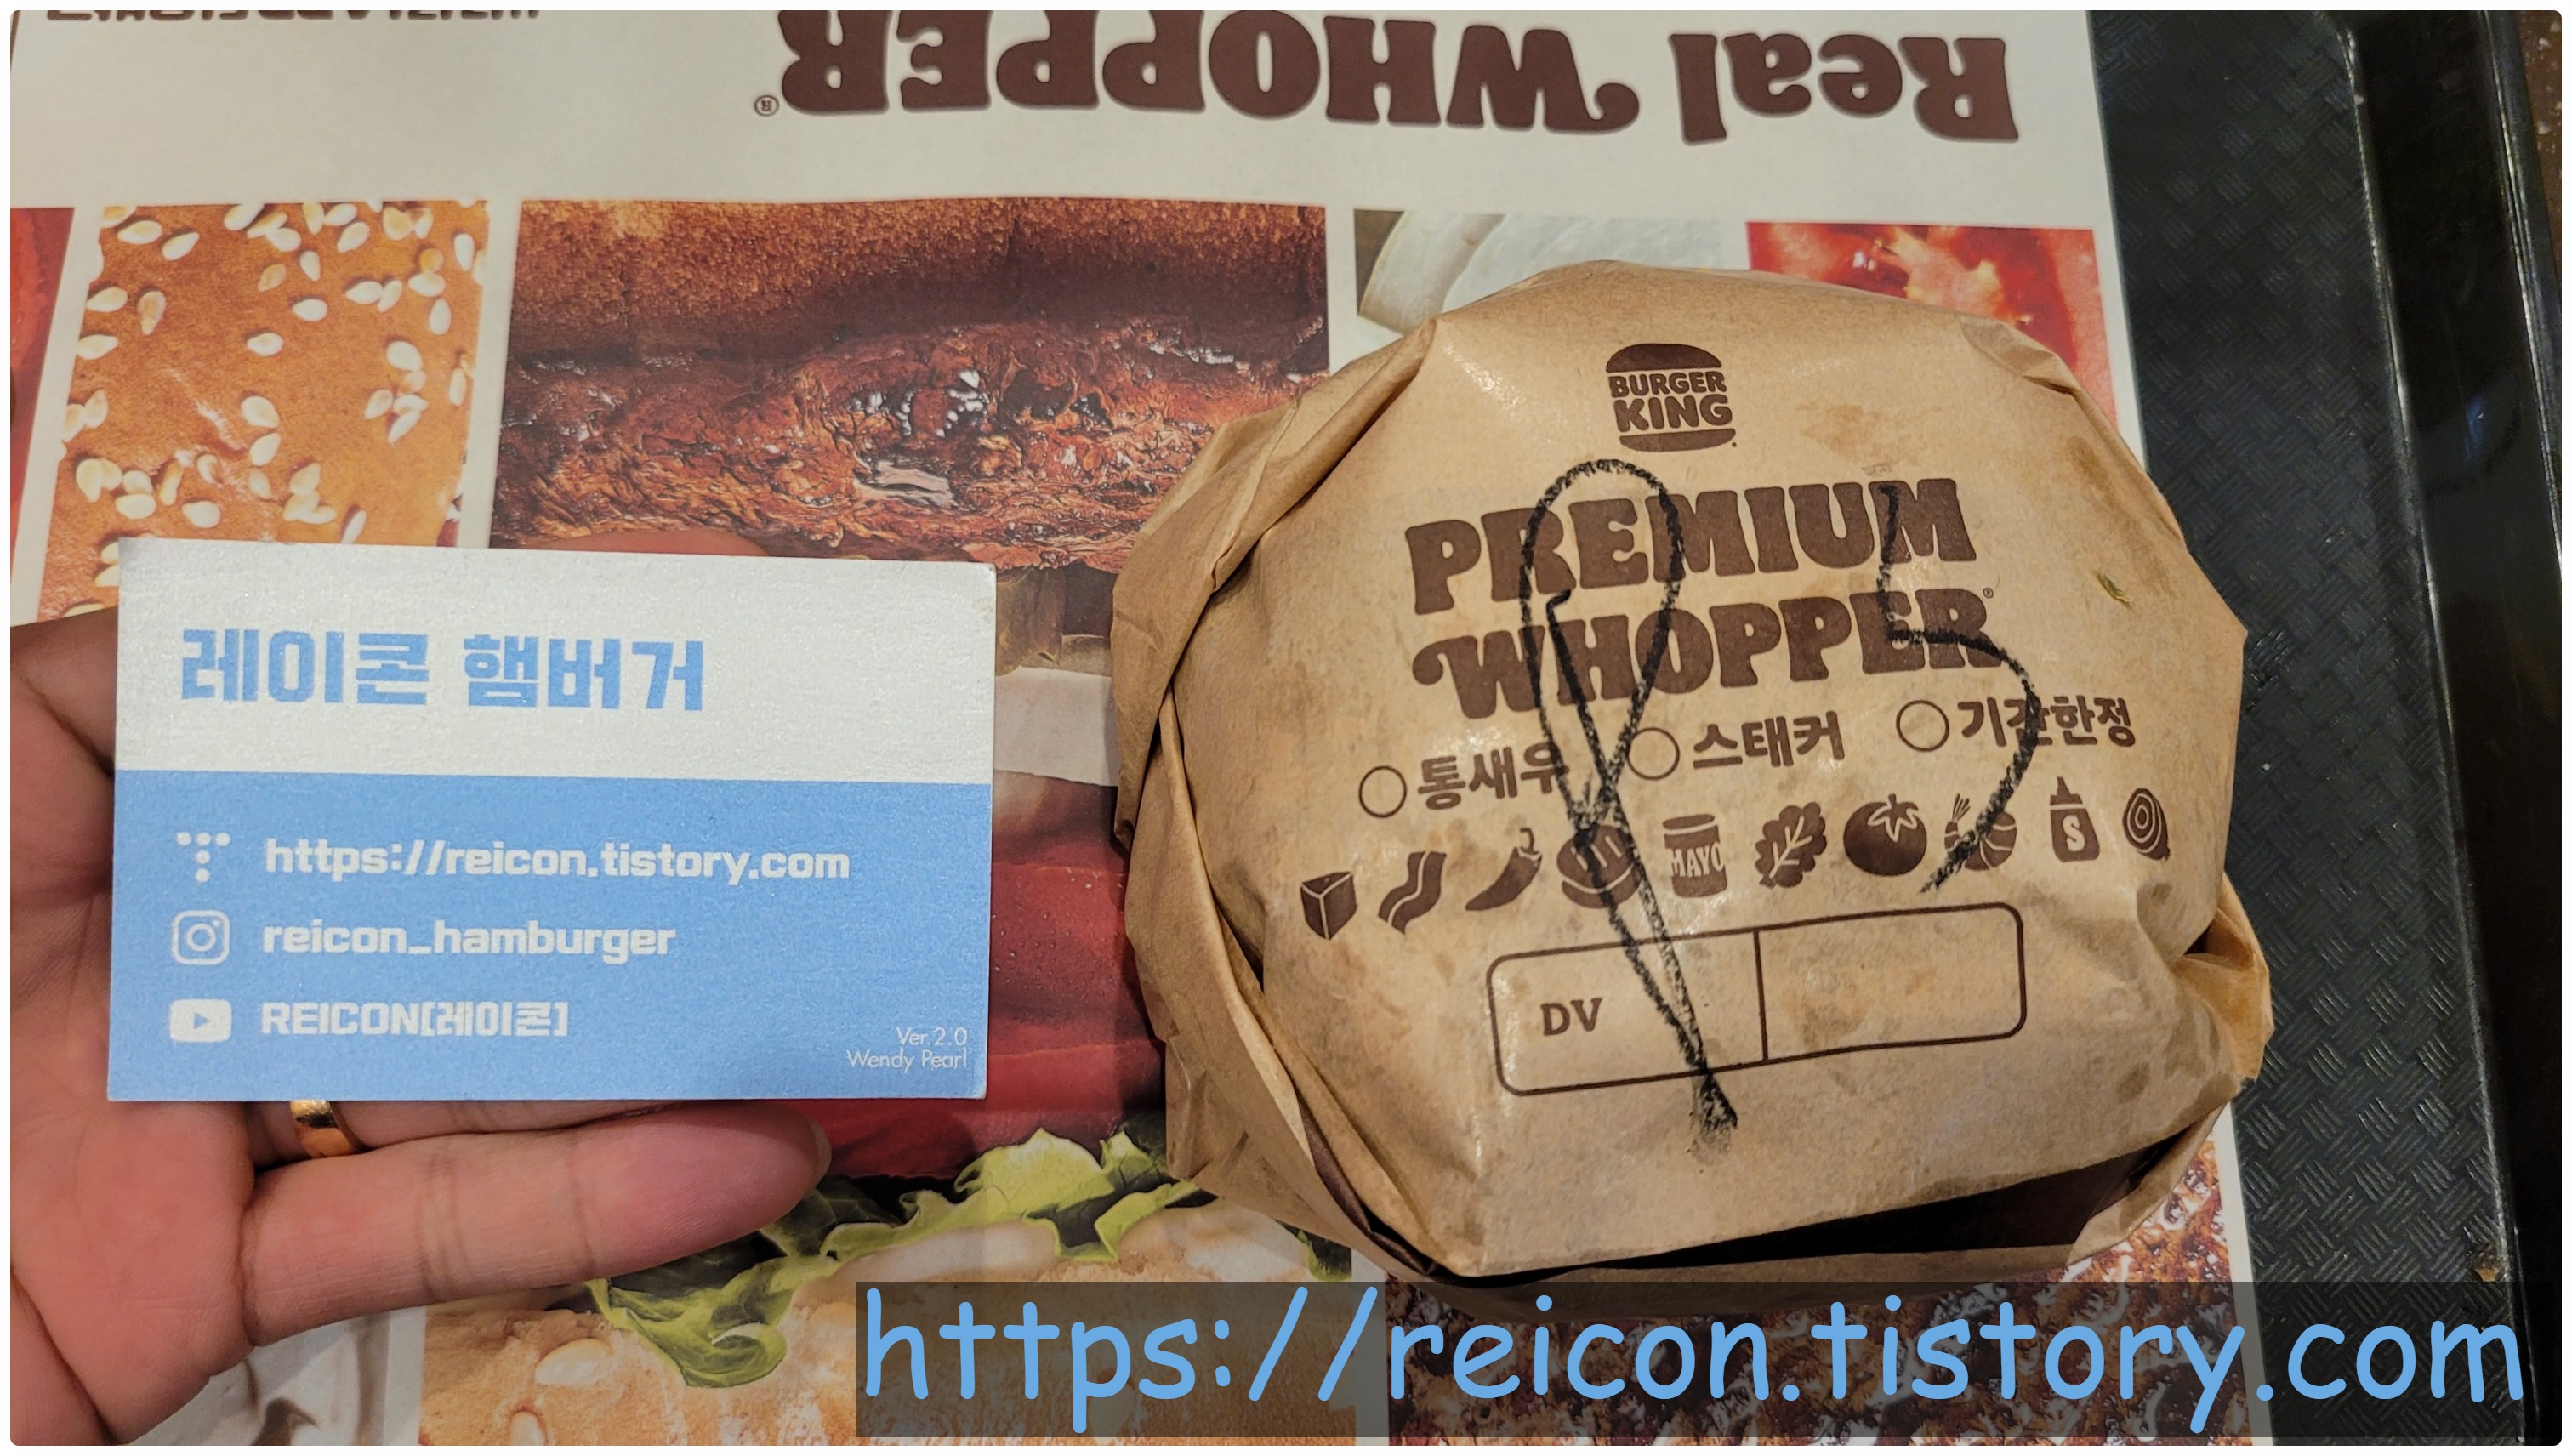 Real WHOPPER®
BURGER
KING
PREMIUM
WHOPPER®
통새우 스태커 기간한정
MAYO
S
DV
레이콘 햄버거
https://reicon.tistory.com
reicon_hamburger
REICON[레이콘]
Ver.2.0
Wendy Pearl
https://reicon.tistory.com